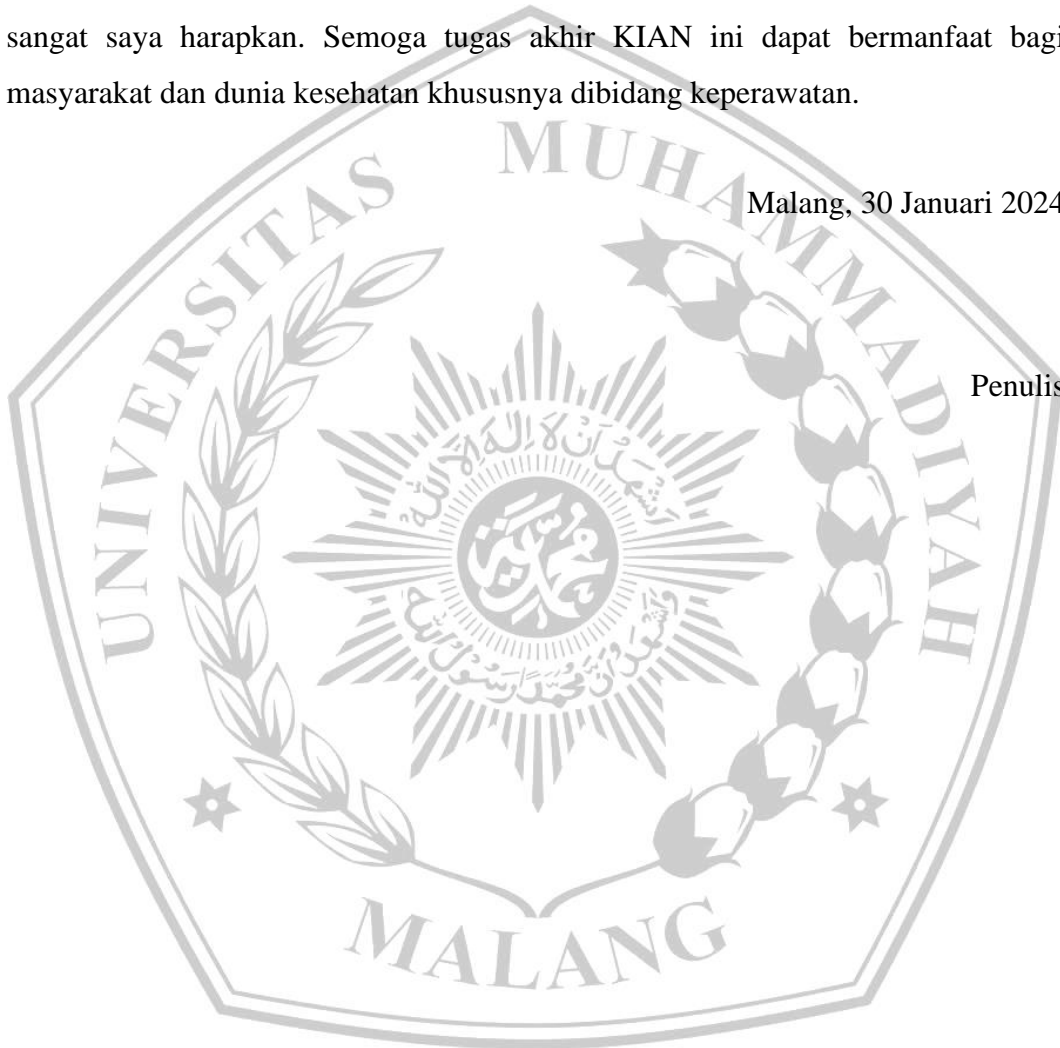 sangat saya harapkan. Semoga tugas akhir KIAN ini dapat bermanfaat bagi
masyarakat dan dunia kesehatan khususnya dibidang keperawatan.
Malang, 30 Januari 2024
Penulis
UNIVERSITAS MUHAMMADIYAH
MALANG